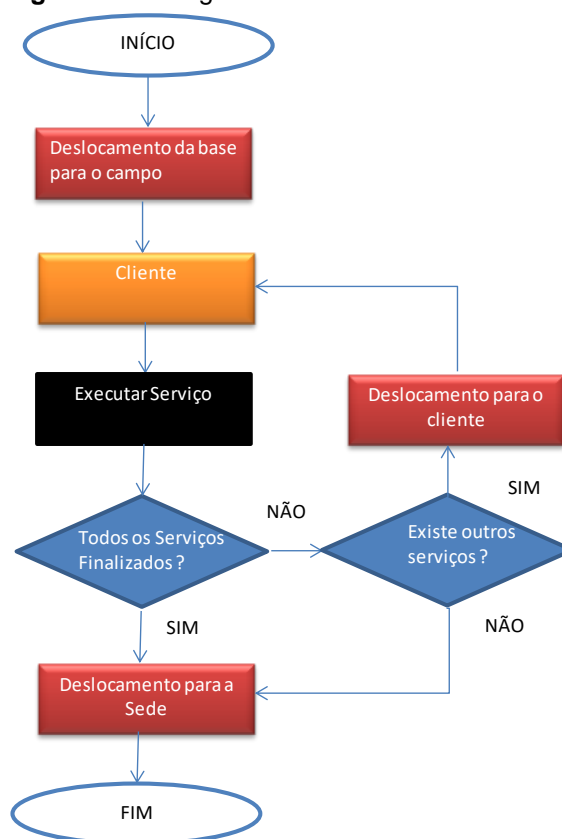 INÍCIO
Deslocamento da base
para o campo
Cliente
Executar Serviço
Deslocamento para o
cliente
SIM
NÃO
Todos os Serviços
Finalizados ?
Existe outros
serviços ?
SIM
NÃO
Deslocamento para a
Sede
FIM